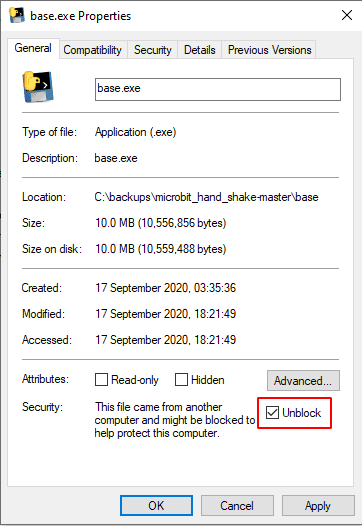 base.exe Properties
General Compatibility Security Details Previous Versions
base.exe
Type of file: Application (.exe)
Description: base.exe
Location: C:\backups\microbit_hand_shake-master\base
Size: 10.0 MB (10,556,856 bytes)
Size on disk: 10.0 MB (10,559,488 bytes)
Created: 17 September 2020, 03:35:36
Modified: 17 September 2020, 18:21:49
Accessed: 17 September 2020, 18:21:49
Attributes: Read-only Hidden Advanced...
Security: This file came from another
computer and might be blocked to
help protect this computer.
Unblock
OK Cancel Apply